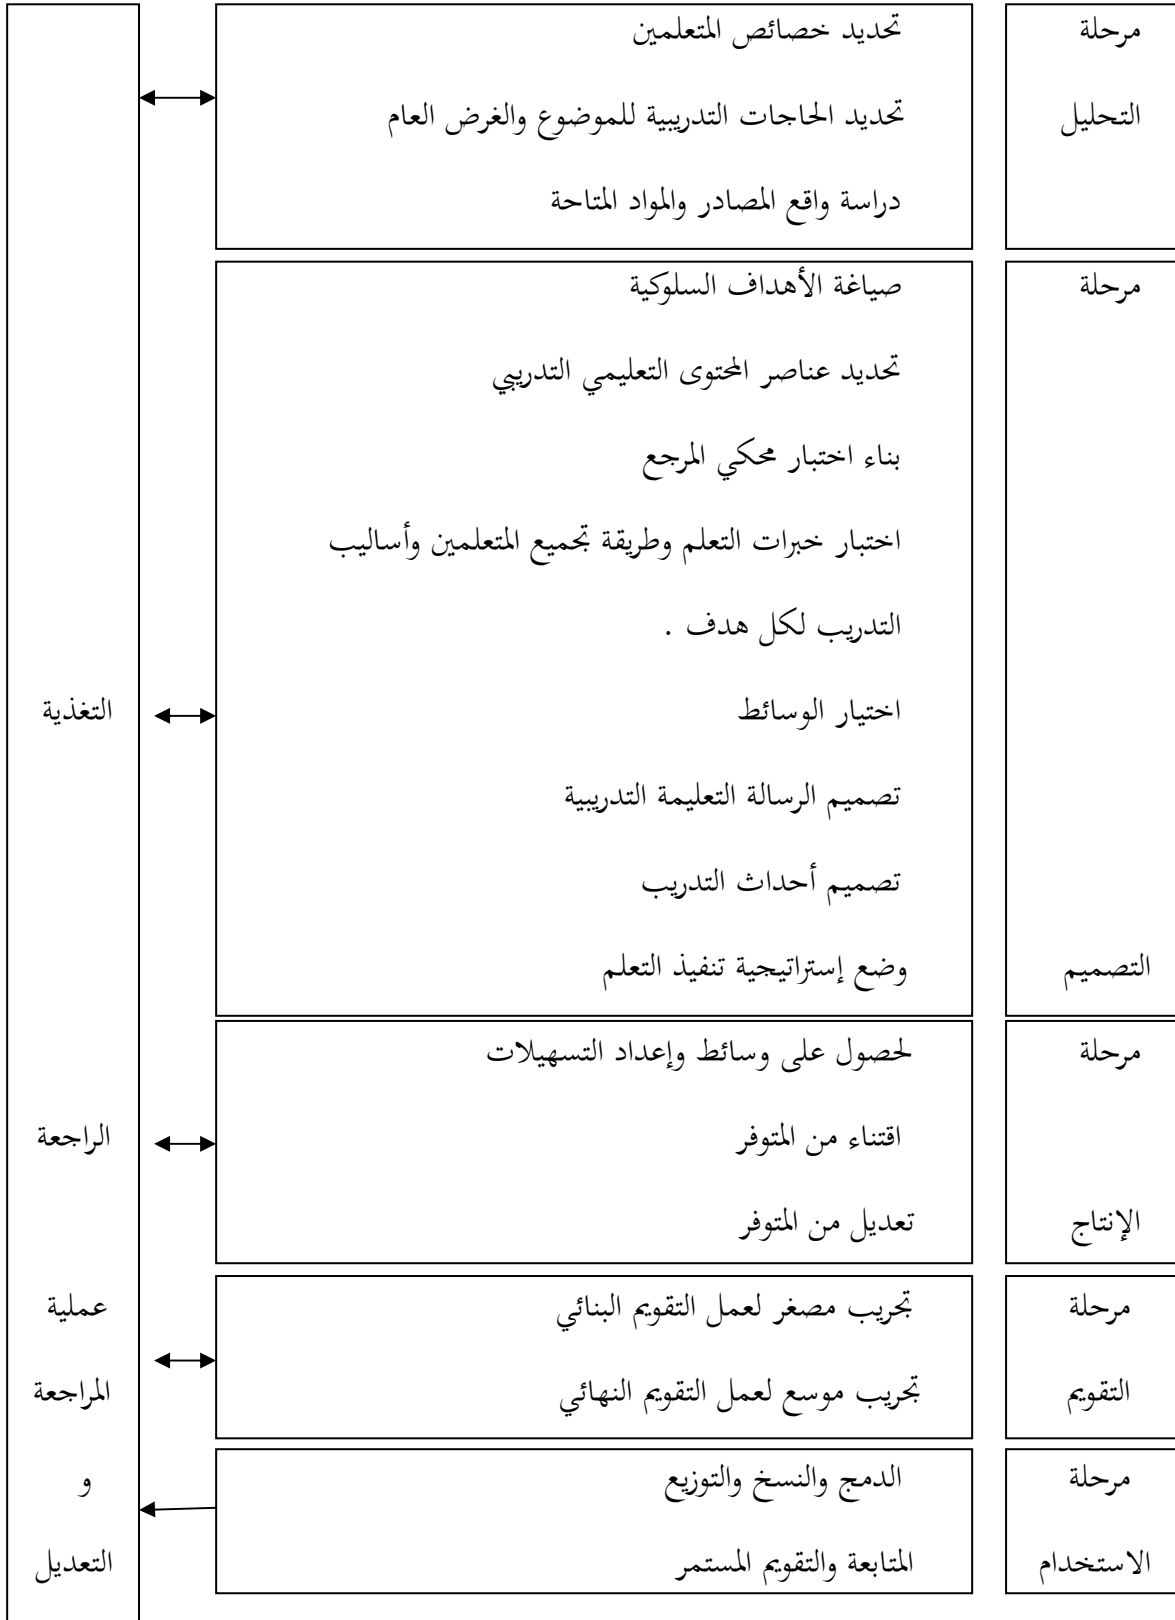 مرحلة
التحليل
تحديد خصائص المتعلمين
تحديد الحاجات التدريبية للموضوع والغرض العام
دراسة واقع المصادر والمواد المتاحة
مرحلة
التصميم
صياغة الأهداف السلوكية
تحديد عناصر المحتوى التعليمي التدريبي
بناء اختبار محكي المرجع
اختبار خبرات التعلم وطريقة تجميع المتعلمين وأساليب
التدريب لكل هدف .
اختيار الوسائط
تصميم الرسالة التعليمة التدريبية
تصميم أحداث التدريب
وضع إستراتيجية تنفيذ التعلم
مرحلة
الإنتاج
لحصول على وسائط وإعداد التسهيلات
اقتناء من المتوفر
تعديل من المتوفر
مرحلة
التقويم
تجريب مصغر لعمل التقويم البنائي
تجريب موسع لعمل التقويم النهائي
مرحلة
الاستخدام
الدمج والنسخ والتوزيع
المتابعة والتقويم المستمر
التغذية
الراجعة
عملية
المراجعة
و
التعديل